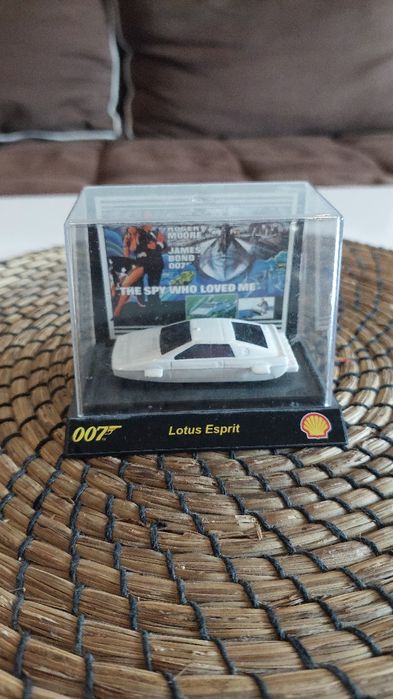 ROGER
MOORE
JAMES
BOND
007
THE SPY WHO LOVED ME
007
Lotus Esprit